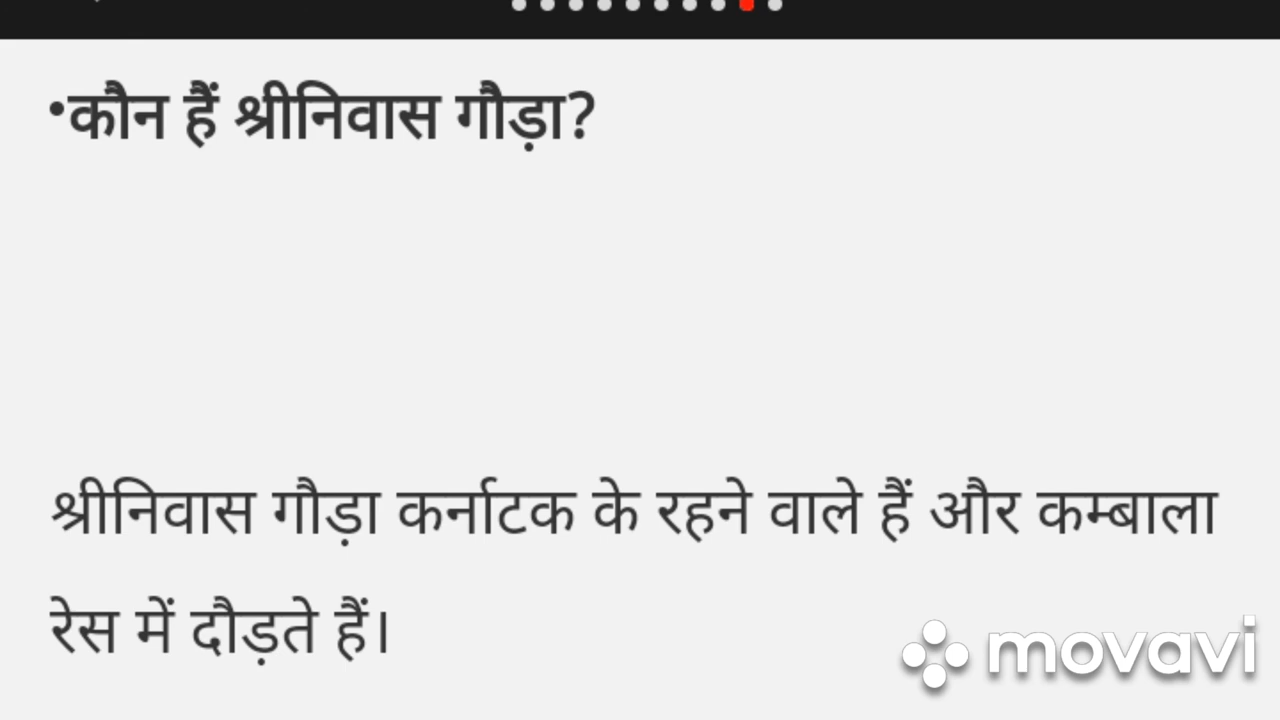 •कौन हैं श्रीनिवास गौड़ा?
श्रीनिवास गौड़ा कर्नाटक के रहने वाले हैं और कम्बाला
रेस में दौड़ते हैं।
movavi